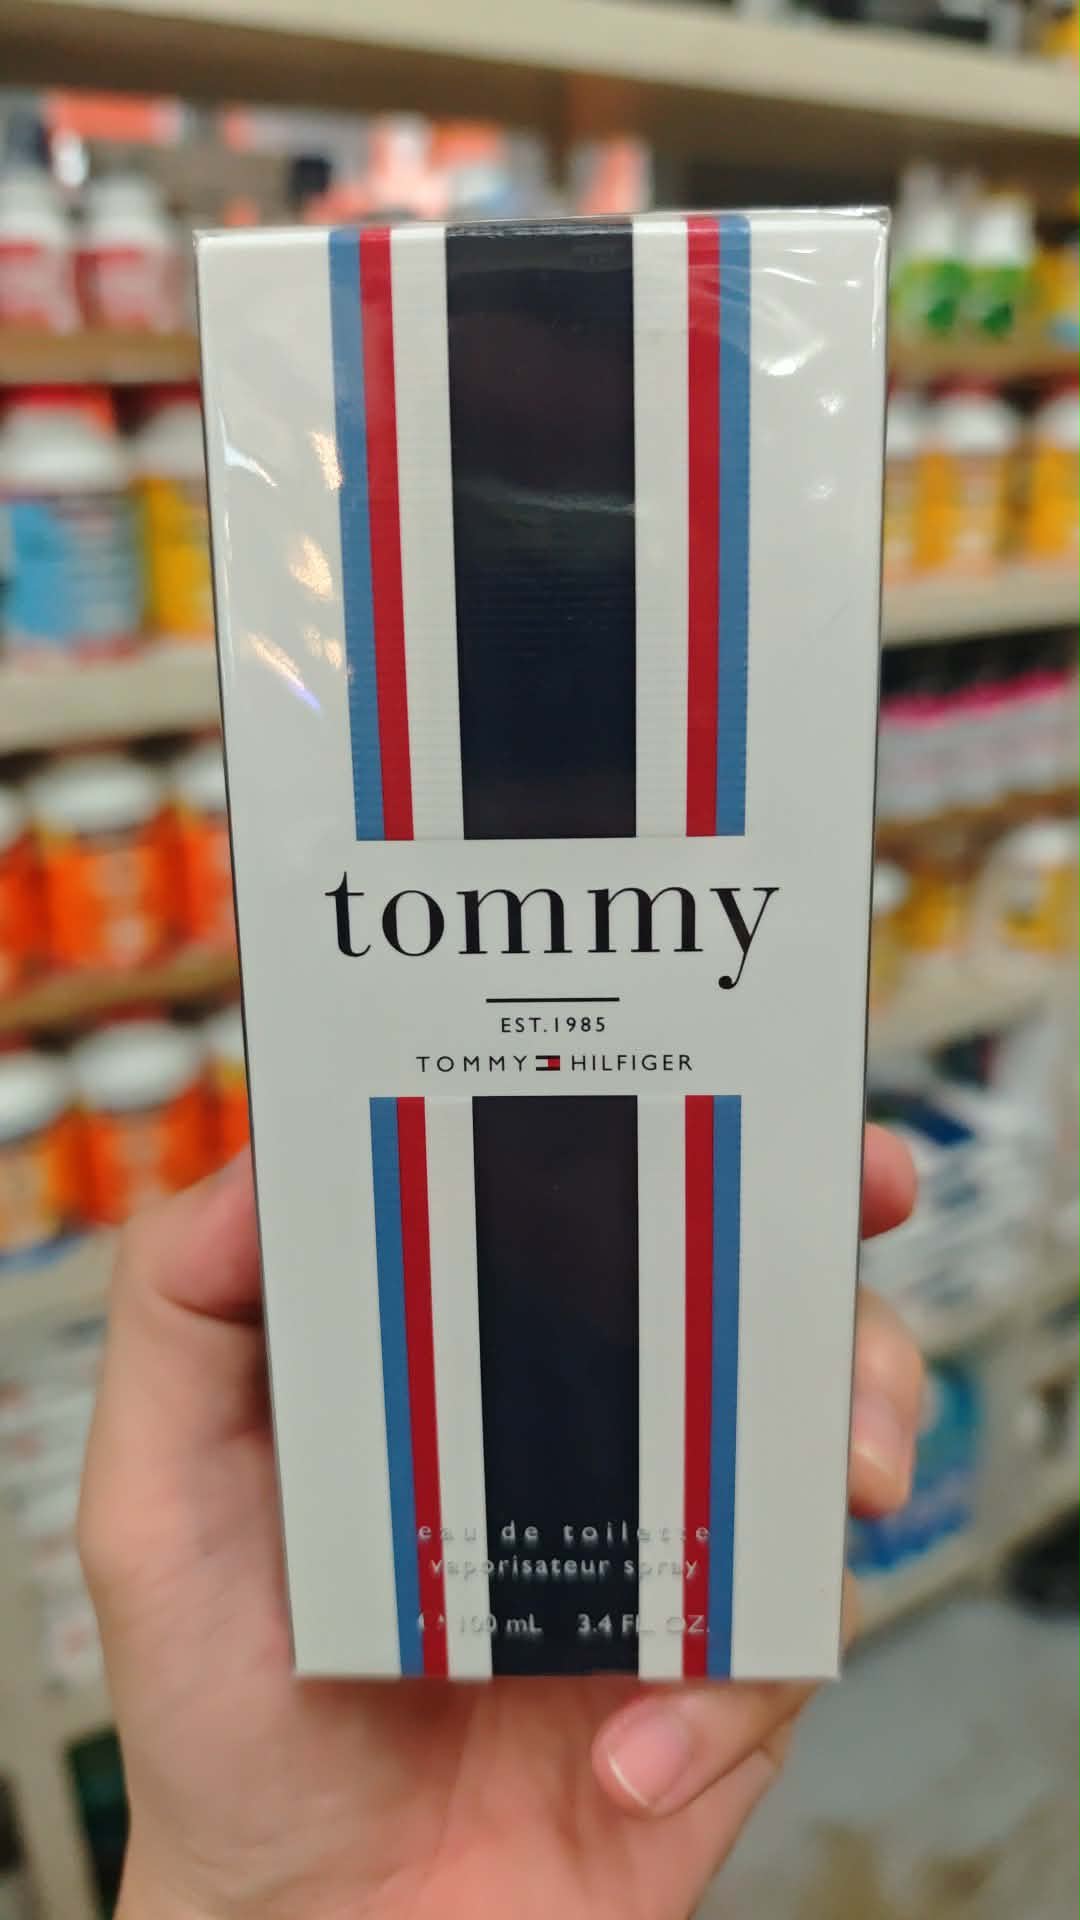 tommy
EST.1985
TOMMY HILFIGER
eau de toilette
vaporisateur spray
100 mL 3.4 FL. OZ.